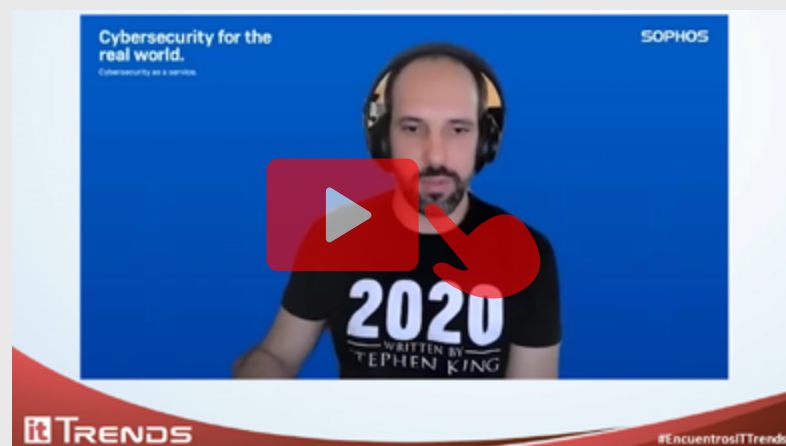 Cybersecurity for the
real world.
Cybersecurity as a service.
SOPHOS
2020
WRITTEN BY
TEPHEN KING
it TRENDS
#EncuentrosITTrends